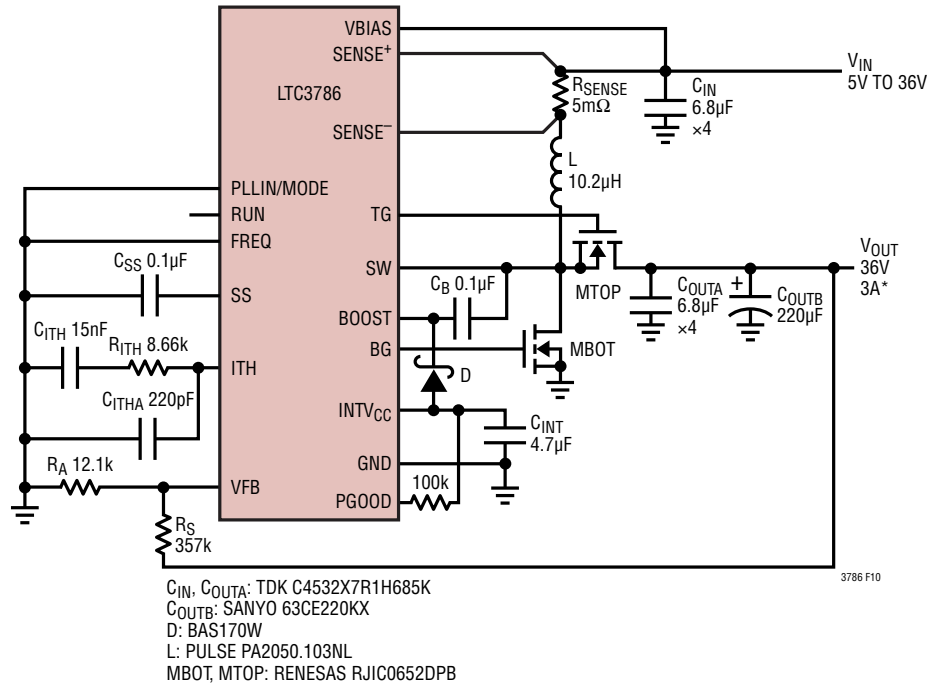 VBIAS
SENSE+
LTC3786
SENSE−
PLLIN/MODE
RUN
FREQ
TG
SW
SS
BOOST
BG
ITH
INTVCC
GND
VFB
PGOOD
VIN
5V TO 36V
RSENSE
5mΩ
CIN
6.8µF
×4
L
10.2µH
CSS 0.1µF
CB 0.1µF
MTOP
VOUT
36V
3A*
COUTA
6.8µF
×4
+
COUTB
220µF
CITH 15nF
RITH 8.66k
MBOT
D
CITHA 220pF
CINT
4.7µF
RA 12.1k
100k
RS
357k
3786 F10
CIN, COUTA: TDK C4532X7R1H685K
COUTB: SANYO 63CE220KX
D: BAS170W
L: PULSE PA2050.103NL
MBOT, MTOP: RENESAS RJIC0652DPB